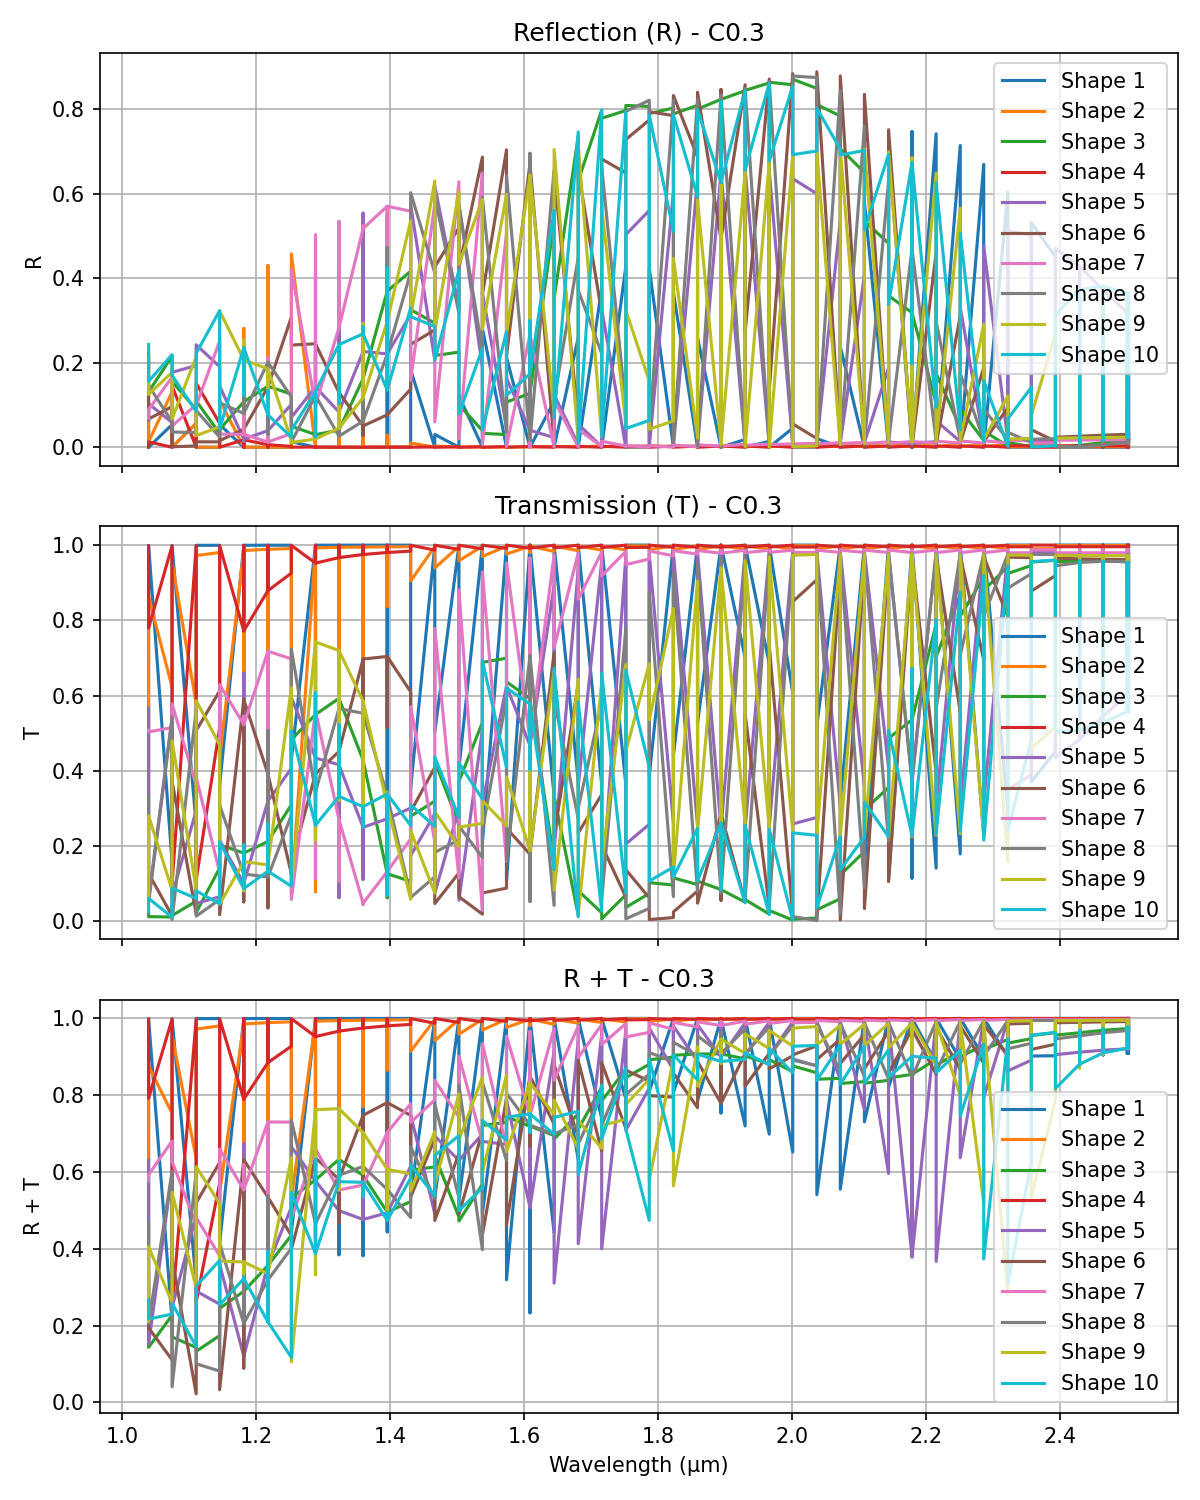 Reflection (R) - C0.3
R
0.8
0.6
0.4
0.2
0.0
Shape 1
Shape 2
Shape 3
Shape 4
Shape 5
Shape 6
Shape 7
Shape 8
Shape 9
Shape 10
Transmission (T) - C0.3
T
1.0
0.8
0.6
0.4
0.2
0.0
Shape 1
Shape 2
Shape 3
Shape 4
Shape 5
Shape 6
Shape 7
Shape 8
Shape 9
Shape 10
R + T - C0.3
R + T
1.0
0.8
0.6
0.4
0.2
0.0
Shape 1
Shape 2
Shape 3
Shape 4
Shape 5
Shape 6
Shape 7
Shape 8
Shape 9
Shape 10
1.0 1.2 1.4 1.6 1.8 2.0 2.2 2.4
Wavelength (μm)